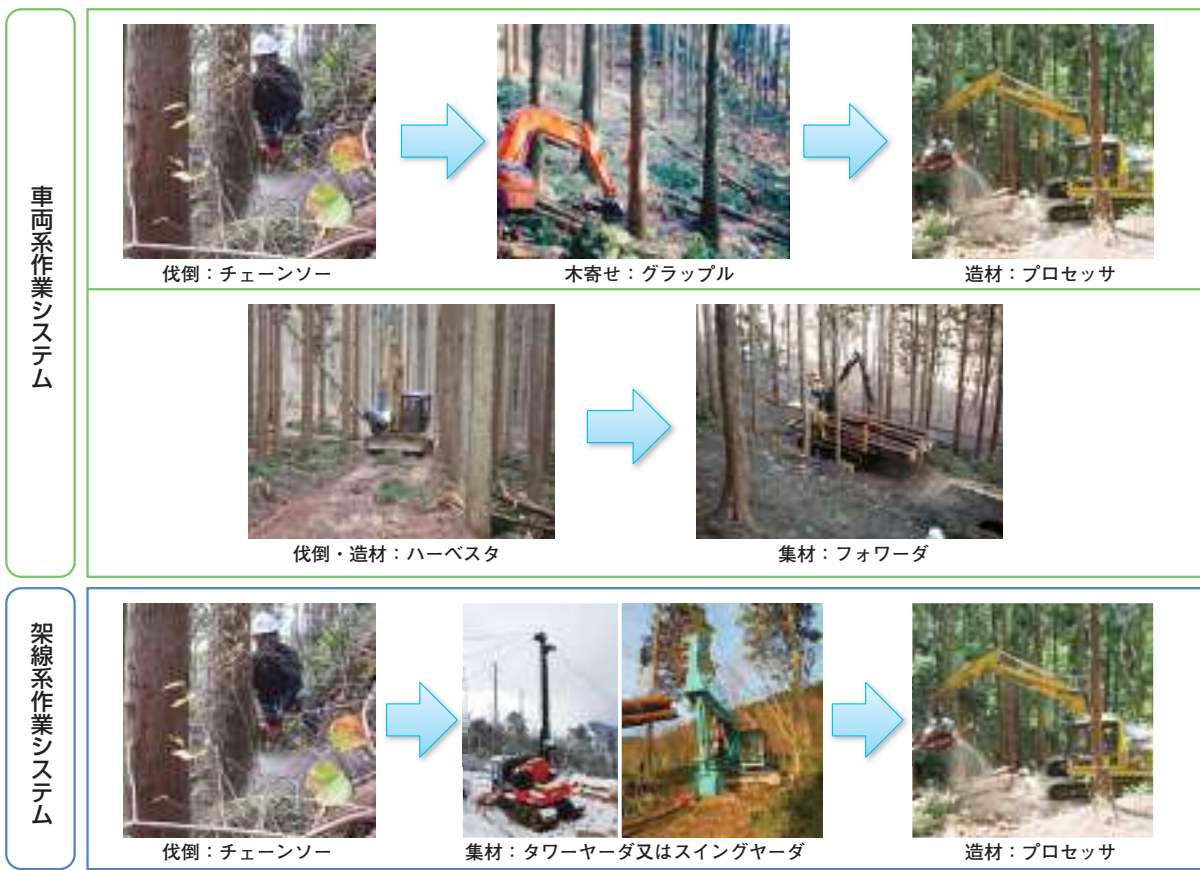 車両系作業システム
伐倒：チェーンソー
木寄せ：グラップル
造材：プロセッサ
伐倒・造材：ハーベスタ
集材：フォワーダ
架線系作業システム
伐倒：チェーンソー
集材：タワーヤーダ又はスイングヤーダ
造材：プロセッサ